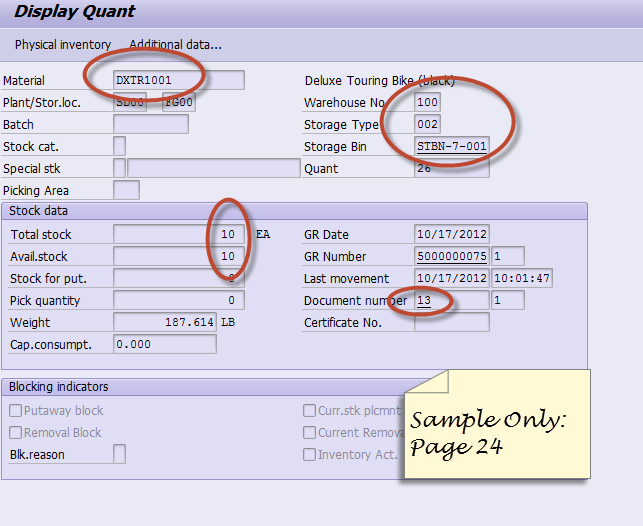 Display Quant
Physical inventory Additional data...
Material DXTR1001 Deluxe Touring Bike (black)
Plant/Stor.loc. SD00 FG00 Warehouse No 100
Batch Storage Type 002
Stock cat. Storage Bin STBN-7-001
Special stk Quant 26
Picking Area
Stock data
Total stock 10 EA GR Date 10/17/2012
Avail.stock 10 GR Number 5000000075 1
Stock for put. 0 Last movement 10/17/2012 10:01:47
Pick quantity 0 Document number 13 1
Weight 187.614 LB Certificate No.
Cap.consumpt. 0.000
Blocking indicators
Putaway block Curr.stk plcmnt
Removal Block Current Remova
Blk.reason Inventory Act.
Sample Only:
Page 24